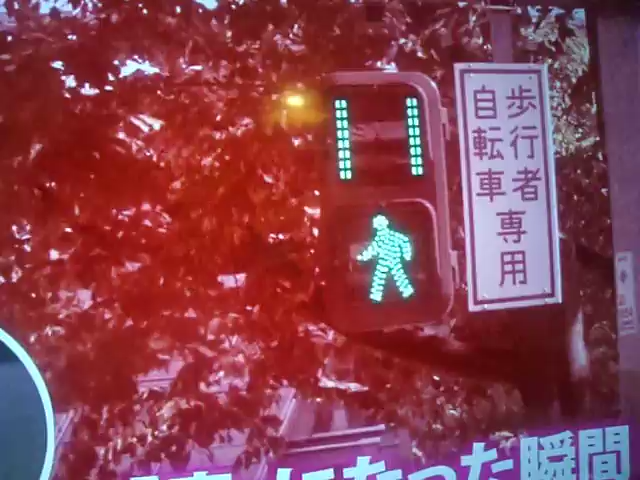 歩行者
自転車
専用
になった瞬間